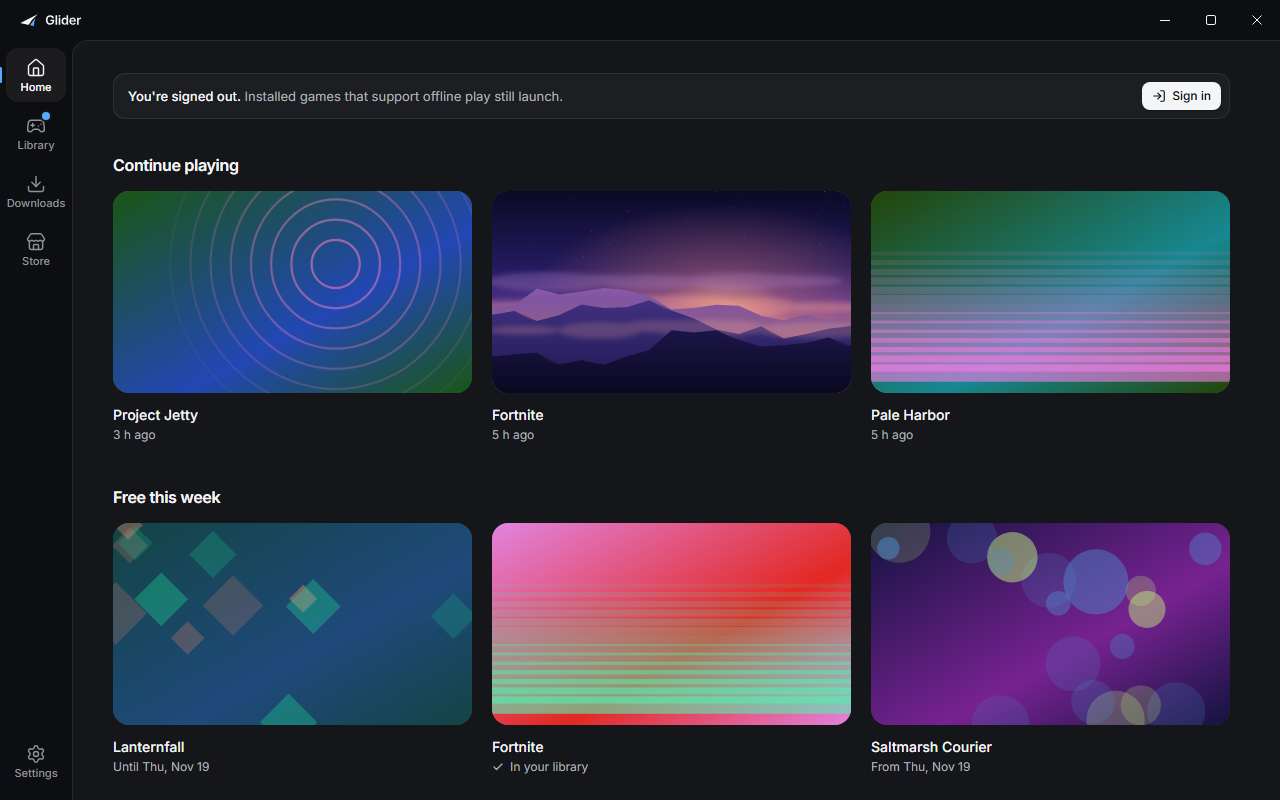 Glider
Home
Library
Downloads
Store
Settings
You're signed out. Installed games that support offline play still launch.
Sign in
Continue playing
Project Jetty
3 h ago
Fortnite
5 h ago
Pale Harbor
5 h ago
Free this week
Lanternfall
Until Thu, Nov 19
Fortnite
In your library
Saltmarsh Courier
From Thu, Nov 19